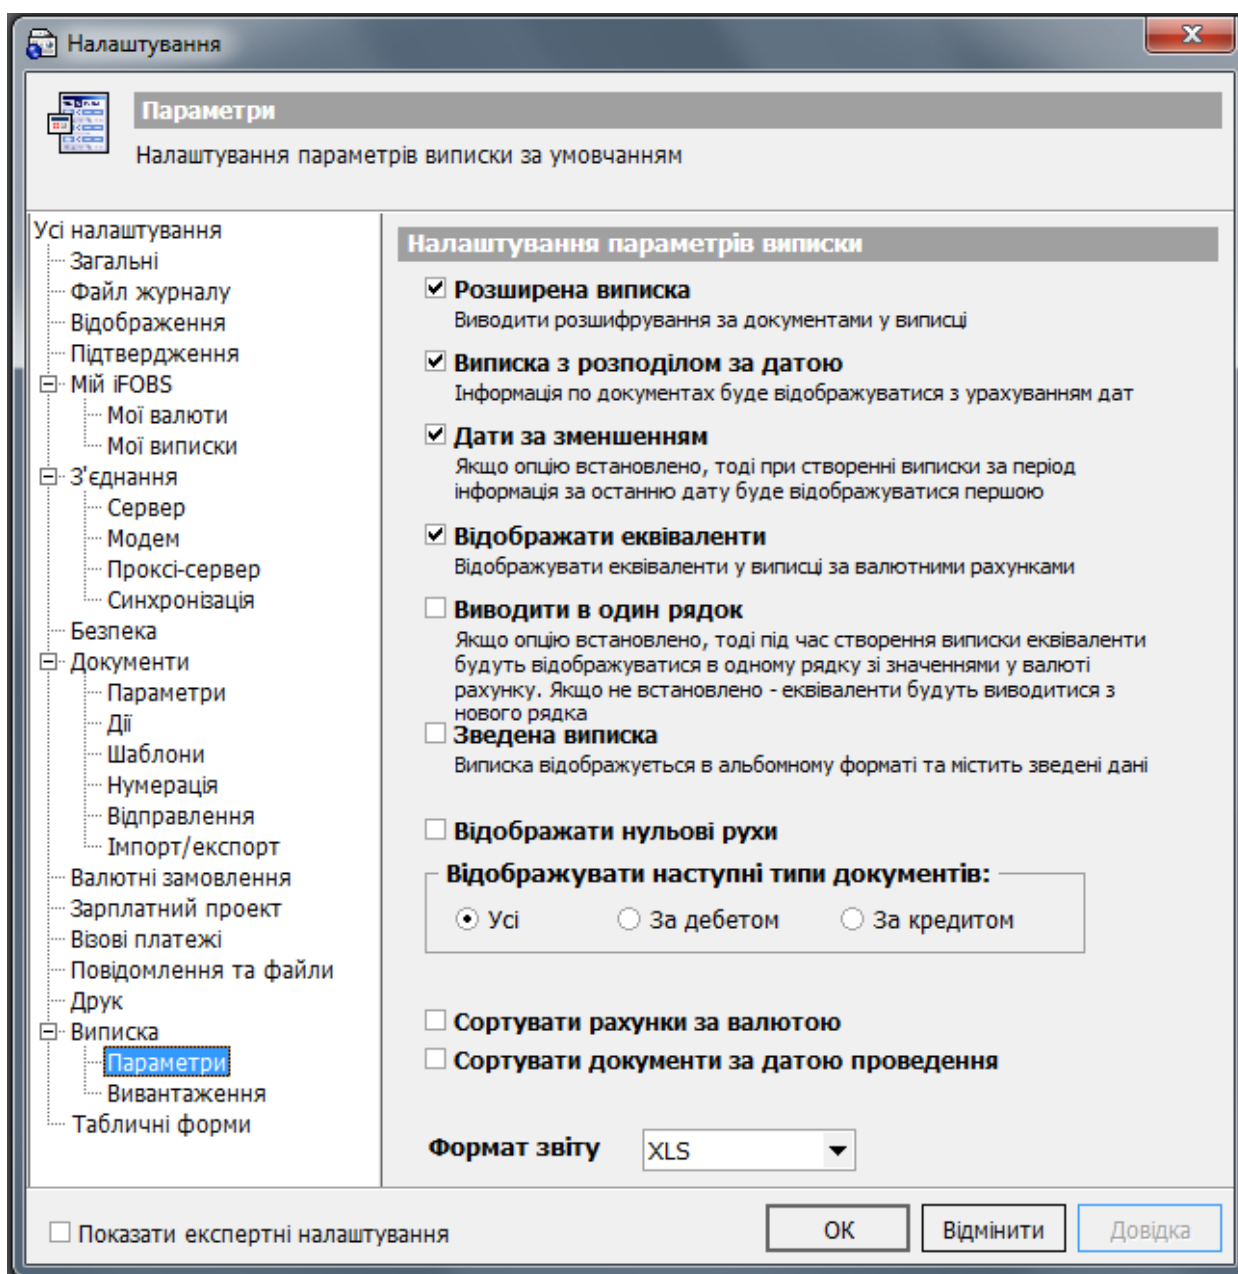 Налаштування
Параметри
Налаштування параметрів виписки за умовчанням
Усі налаштування
Загальні
Файл журналу
Відображення
Підтвердження
Мій iFOBS
Мої валюти
Мої виписки
З'єднання
Сервер
Модем
Проксі-сервер
Синхронізація
Безпека
Документи
Параметри
Дії
Шаблони
Нумерація
Відправлення
Імпорт/експорт
Валютні замовлення
Зарплатний проект
Візові платежі
Повідомлення та файли
Друк
Виписка
Параметри
Вивантаження
Табличні форми
Налаштування параметрів виписки
Розширена виписка
Виводити розшифрування за документами у виписці
Виписка з розподілом за датою
Інформація по документах буде відображуватися з урахуванням дат
Дати за зменшенням
Якщо опцію встановлено, тоді при створенні виписки за період
інформація за останню дату буде відображуватися першою
Відображати еквіваленти
Відображувати еквіваленти у виписці за валютними рахунками
Виводити в один рядок
Якщо опцію встановлено, тоді під час створення виписки еквіваленти
будуть відображуватися в одному рядку зі значеннями у валюті
рахунку. Якщо не встановлено - еквіваленти будуть виводитися з
нового рядка
Зведена виписка
Виписка відображується в альбомному форматі та містить зведені дані
Відображати нульові рухи
Відображувати наступні типи документів:
Усі За дебетом За кредитом
Сортувати рахунки за валютою
Сортувати документи за датою проведення
Формат звіту XLS
Показати експертні налаштування
ОК Відмінити Довідка